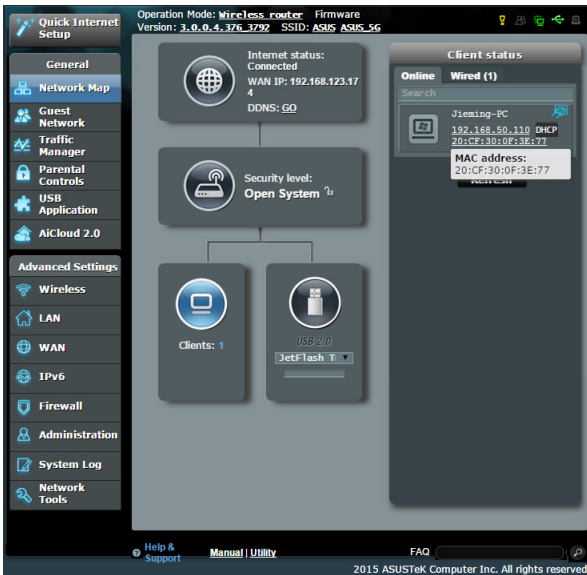 Quick Internet
Setup
Operation Mode: Wireless router Firmware
Version: 3.0.0.4.376_3792 SSID: ASUS ASUS_5G
General
Network Map
Guest
Network
Traffic
Manager
Parental
Controls
USB
Application
AiCloud 2.0
Advanced Settings
Wireless
LAN
WAN
IPv6
Firewall
Administration
System Log
Network
Tools
Internet status:
Connected
WAN IP: 192.168.123.17
4
DDNS: GO
Security level:
Open System
Clients: 1
USB 2.0
JetFlash T
Client status
Online Wired (1)
Search
Jieming-PC
192.168.50.110 DHCP
20:CF:30:0F:3E:77
MAC address:
20:CF:30:0F:3E:77
Refresh
Help &
Support
Manual | Utility
FAQ
2015 ASUSTeK Computer Inc. All rights reserved